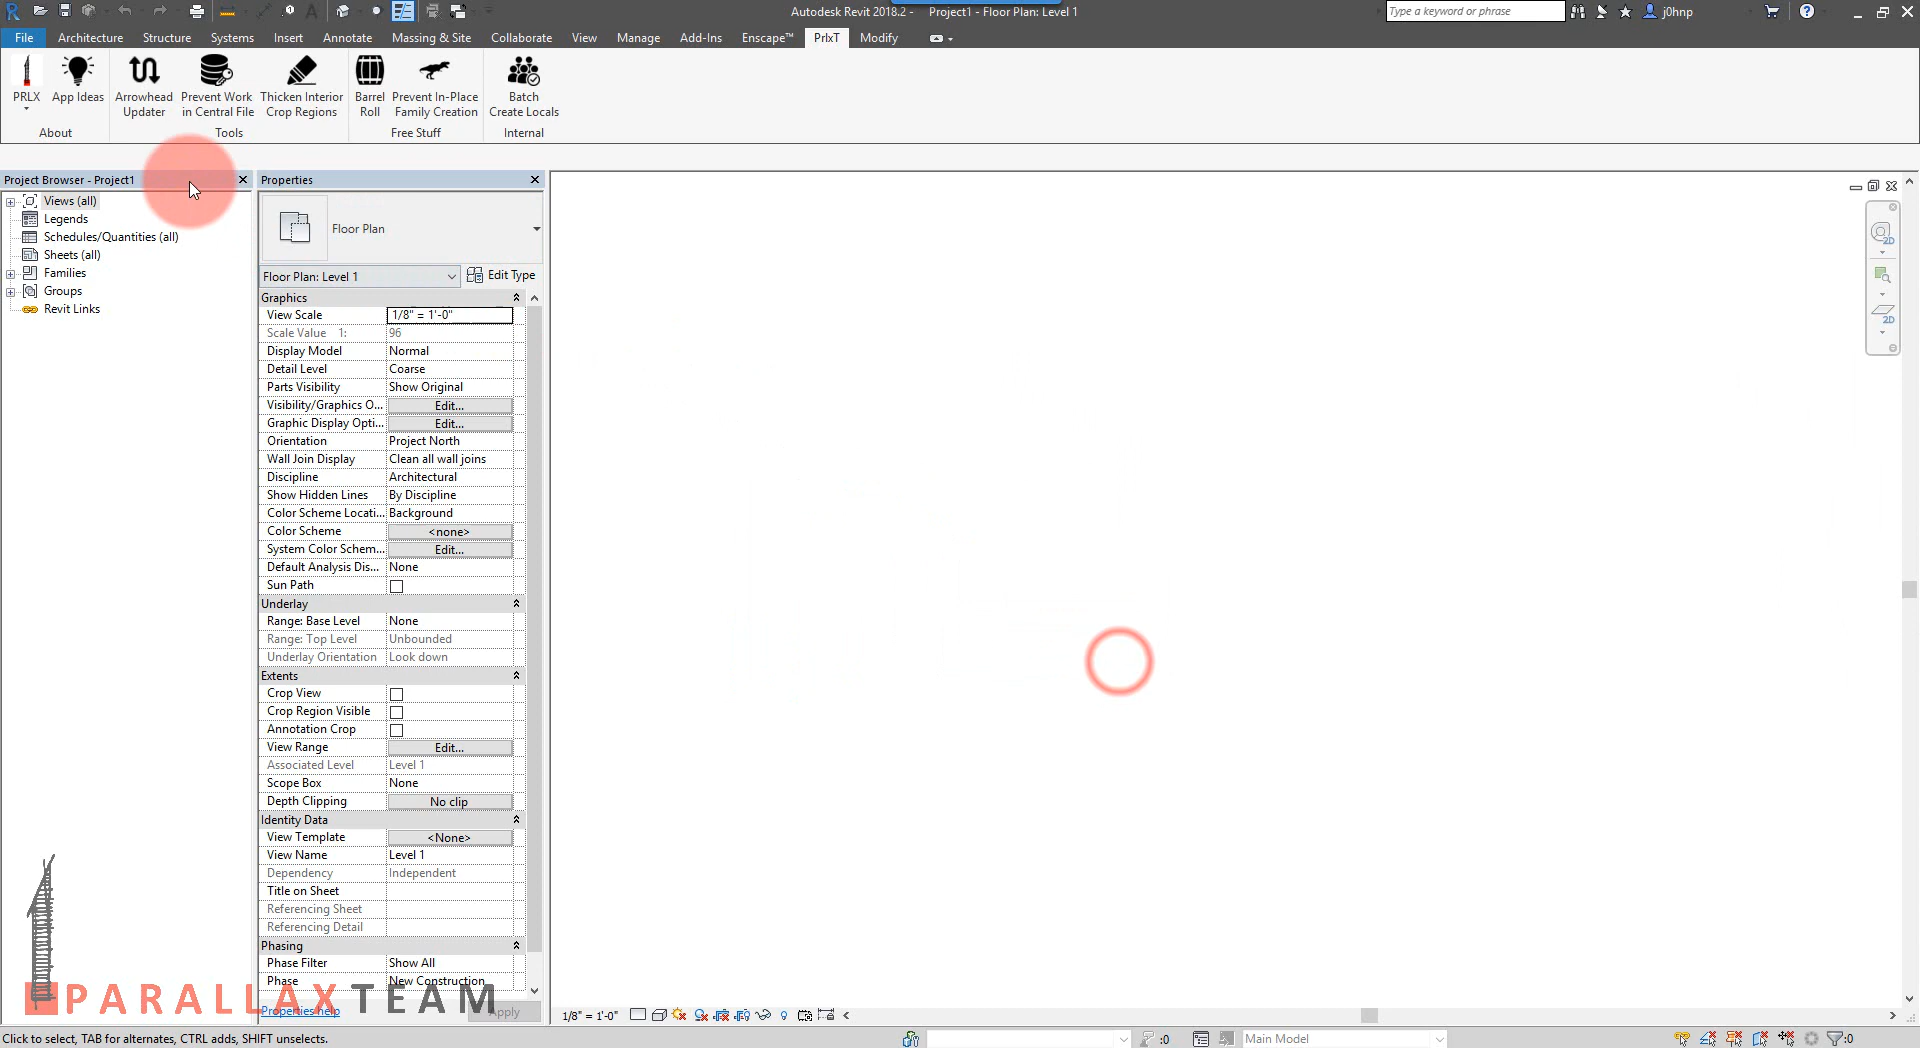 Autodesk Revit 2018.2 - Project1 - Floor Plan: Level 1
Type a keyword or phrase
j0hnp
File Architecture Structure Systems Insert Annotate Massing & Site Collaborate View Manage Add-Ins Enscape™ PrlxT Modify
PRLX
App Ideas
Arrowhead Updater
Prevent Work in Central File
Thicken Interior Crop Regions
Barrel Roll
Prevent In-Place Family Creation
Batch Create Locals
About
Tools
Free Stuff
Internal
Project Browser - Project1
Views (all)
Legends
Schedules/Quantities (all)
Sheets (all)
Families
Groups
Revit Links
Properties
Floor Plan
Floor Plan: Level 1
Edit Type
Graphics
View Scale 1/8" = 1'-0"
Scale Value 1: 96
Display Model Normal
Detail Level Coarse
Parts Visibility Show Original
Visibility/Graphics O... Edit...
Graphic Display Opti... Edit...
Orientation Project North
Wall Join Display Clean all wall joins
Discipline Architectural
Show Hidden Lines By Discipline
Color Scheme Locati... Background
Color Scheme <none>
System Color Schem... Edit...
Default Analysis Dis... None
Sun Path
Underlay
Range: Base Level None
Range: Top Level Unbounded
Underlay Orientation Look down
Extents
Crop View
Crop Region Visible
Annotation Crop
View Range Edit...
Associated Level Level 1
Scope Box None
Depth Clipping No clip
Identity Data
View Template <None>
View Name Level 1
Dependency Independent
Title on Sheet
Referencing Sheet
Referencing Detail
Phasing
Phase Filter Show All
Phase New Construction
Properties help
Apply
PARALLAXTEAM
2D
2D
1/8" = 1'-0"
Click to select, TAB for alternates, CTRL adds, SHIFT unselects.
:0
Main Model
:0